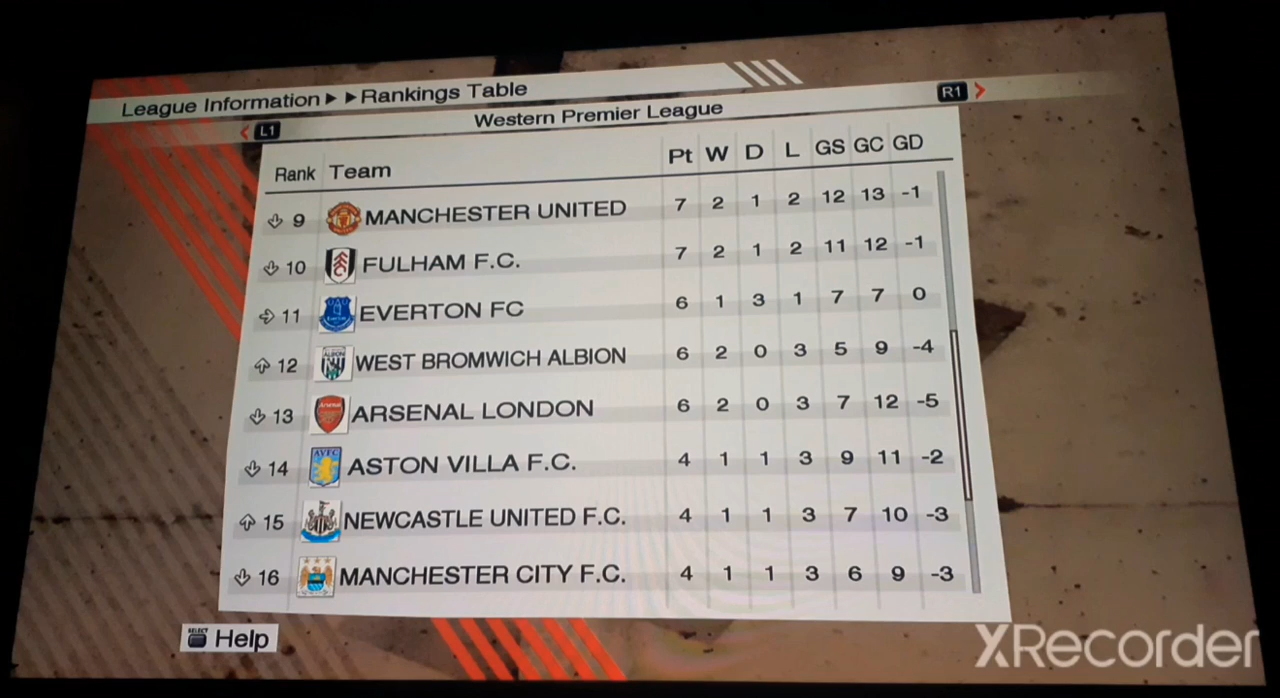 League Information ▶ ▶ Rankings Table
L1 Western Premier League R1
Rank Team Pt W D L GS GC GD
9 MANCHESTER UNITED 7 2 1 2 12 13 -1
10 FULHAM F.C. 7 2 1 2 11 12 -1
11 EVERTON FC 6 1 3 1 7 7 0
12 WEST BROMWICH ALBION 6 2 0 3 5 9 -4
13 ARSENAL LONDON 6 2 0 3 7 12 -5
14 ASTON VILLA F.C. 4 1 1 3 9 11 -2
15 NEWCASTLE UNITED F.C. 4 1 1 3 7 10 -3
16 MANCHESTER CITY F.C. 4 1 1 3 6 9 -3
SELECT Help
XRecorder